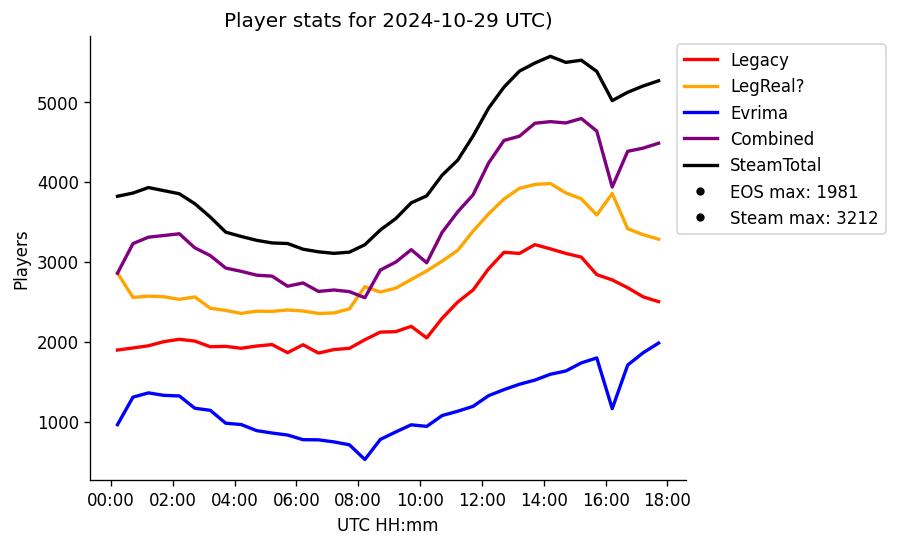 Player stats for 2024-10-29 UTC)
Legacy
LegReal?
Evrima
Combined
SteamTotal
EOS max: 1981
Steam max: 3212
Players
5000
4000
3000
2000
1000
00:00 02:00 04:00 06:00 08:00 10:00 12:00 14:00 16:00 18:00
UTC HH:mm